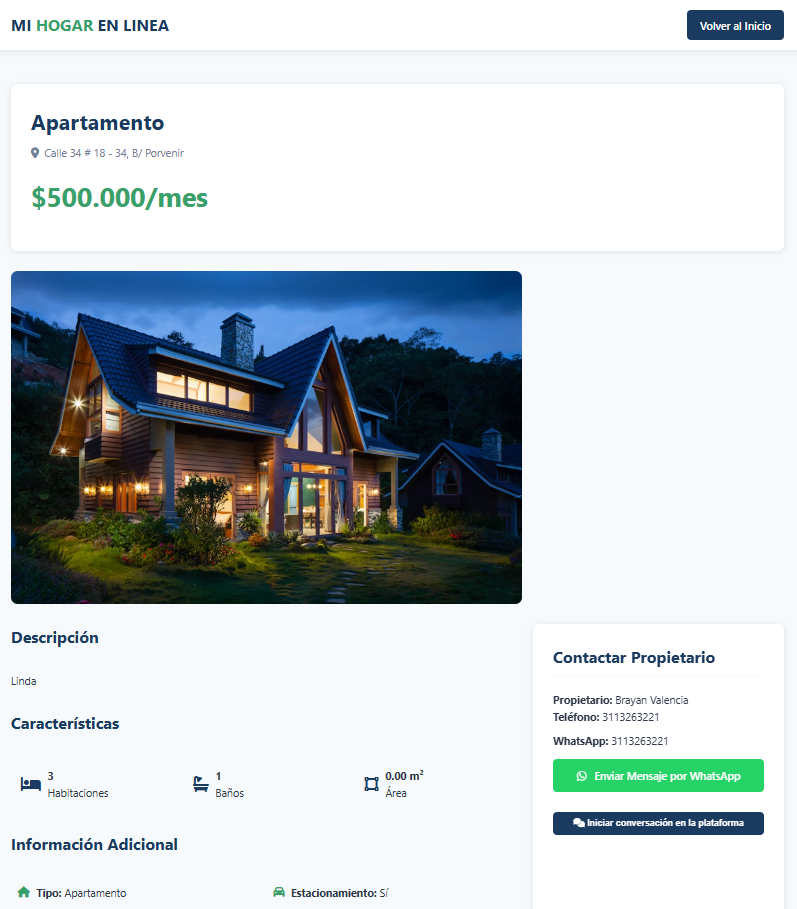 MI HOGAR EN LINEA
Volver al Inicio
Apartamento
Calle 34 # 18 - 34, B/ Porvenir
$500.000/mes
Descripción
Linda
Características
3
Habitaciones
1
Baños
0.00 m²
Área
Información Adicional
Tipo: Apartamento
Estacionamiento: Sí
Contactar Propietario
Propietario: Brayan Valencia
Teléfono: 3113263221
WhatsApp: 3113263221
Enviar Mensaje por WhatsApp
Iniciar conversación en la plataforma